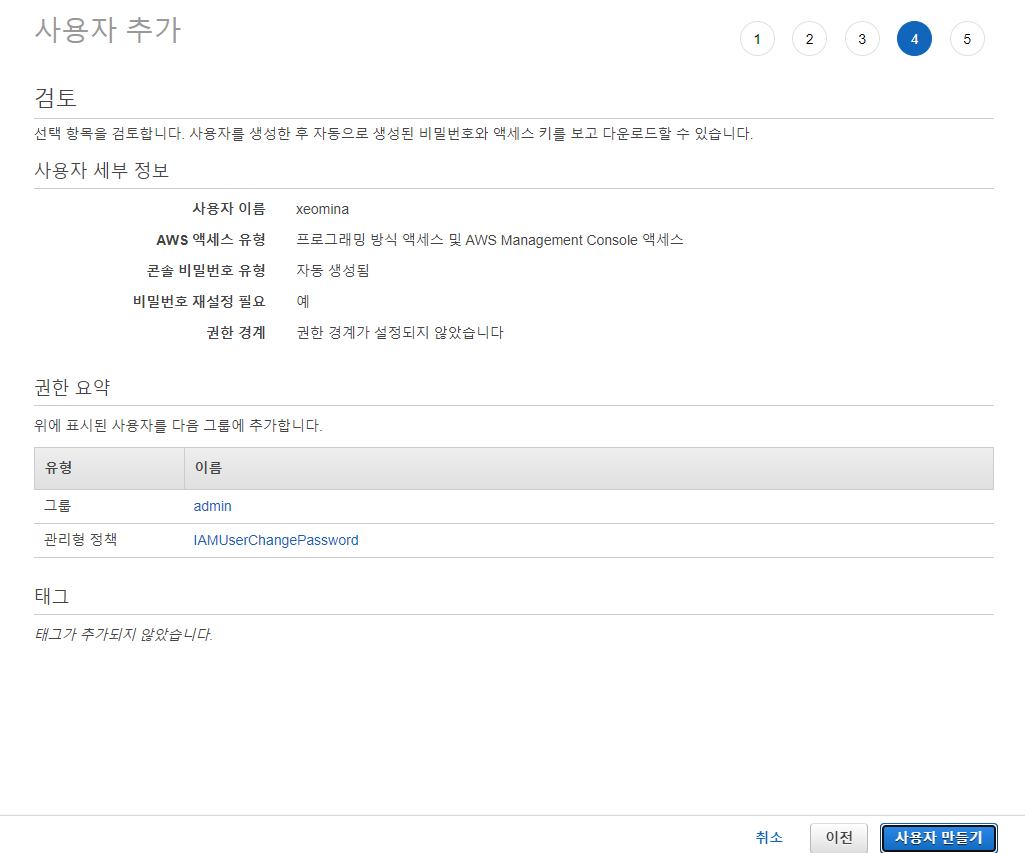 사용자 추가
1 2 3 4 5
검토
선택 항목을 검토합니다. 사용자를 생성한 후 자동으로 생성된 비밀번호와 액세스 키를 보고 다운로드할 수 있습니다.
사용자 세부 정보
사용자 이름 xeomina
AWS 액세스 유형 프로그래밍 방식 액세스 및 AWS Management Console 액세스
콘솔 비밀번호 유형 자동 생성됨
비밀번호 재설정 필요 예
권한 경계 권한 경계가 설정되지 않았습니다
권한 요약
위에 표시된 사용자를 다음 그룹에 추가합니다.
유형 이름
그룹 admin
관리형 정책 IAMUserChangePassword
태그
태그가 추가되지 않았습니다.
취소 이전 사용자 만들기